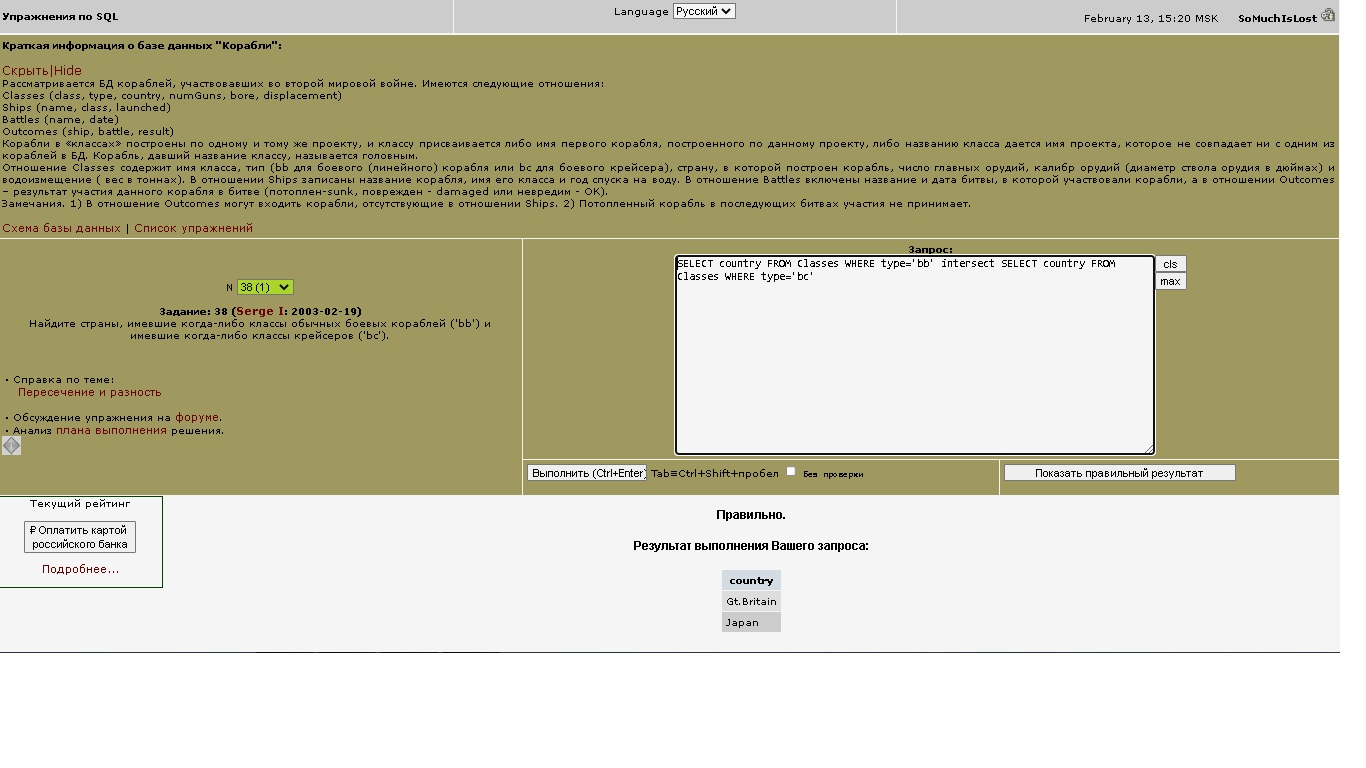 Упражнения по SQL
Language Русский
February 13, 15:20 MSK SoMuchIsLost
Краткая информация о базе данных "Корабли":
Скрыть|Hide
Рассматривается БД кораблей, участвовавших во второй мировой войне. Имеются следующие отношения:
Classes (class, type, country, numGuns, bore, displacement)
Ships (name, class, launched)
Battles (name, date)
Outcomes (ship, battle, result)
Корабли в «классах» построены по одному и тому же проекту, и классу присваивается либо имя первого корабля, построенного по данному проекту, либо названию класса дается имя проекта, которое не совпадает ни с одним из
кораблей в БД. Корабль, давший название классу, называется головным.
Отношение Classes содержит имя класса, тип (bb для боевого (линейного) корабля или bc для боевого крейсера), страну, в которой построен корабль, число главных орудий, калибр орудий (диаметр ствола орудия в дюймах) и
водоизмещение ( вес в тоннах). В отношении Ships записаны название корабля, имя его класса и год спуска на воду. В отношение Battles включены название и дата битвы, в которой участвовали корабли, а в отношении Outcomes
– результат участия данного корабля в битве (потоплен-sunk, поврежден - damaged или невредим - OK).
Замечания. 1) В отношение Outcomes могут входить корабли, отсутствующие в отношении Ships. 2) Потопленный корабль в последующих битвах участия не принимает.
Схема базы данных | Список упражнений
N 38 (1)
Задание: 38 (Serge I: 2003-02-19)
Найдите страны, имевшие когда-либо классы обычных боевых кораблей ('bb') и
имевшие когда-либо классы крейсеров ('bc').
• Справка по теме:
Пересечение и разность
• Обсуждение упражнения на форуме.
• Анализ плана выполнения решения.
Запрос:
SELECT country FROM Classes WHERE type='bb' intersect SELECT country FROM
Classes WHERE type='bc'
cls
max
Выполнить (Ctrl+Enter) Tab≡Ctrl+Shift+пробел Без проверки
Показать правильный результат
Текущий рейтинг
₽ Оплатить картой
российского банка
Подробнее...
Правильно.
Результат выполнения Вашего запроса:
country
Gt.Britain
Japan